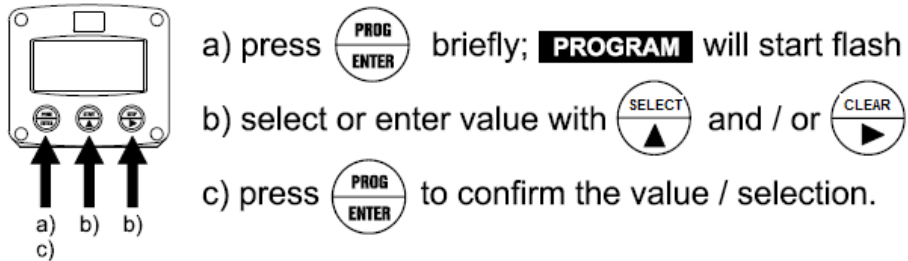 a) press PROG ENTER briefly; PROGRAM will start flash
b) select or enter value with SELECT and / or CLEAR
c) press PROG ENTER to confirm the value / selection.
a) b) b)
c)